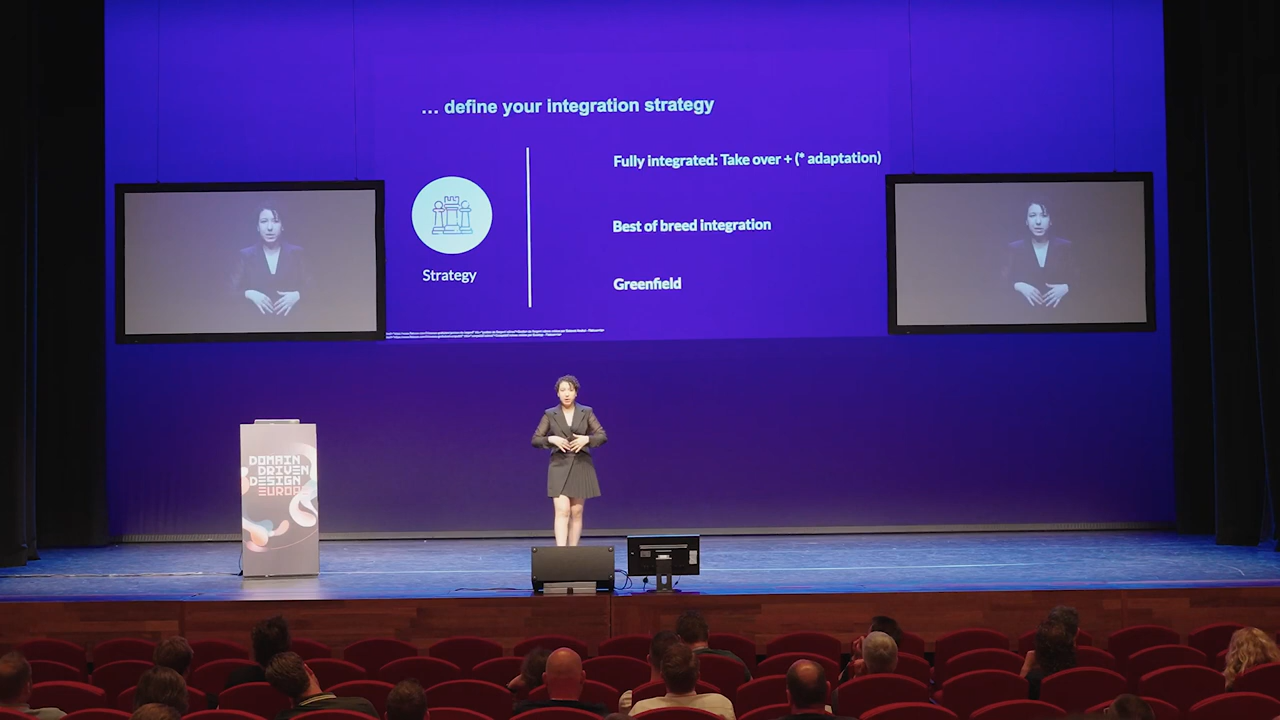 ... define your integration strategy
Fully integrated: Take over + (* adaptation)
Best of breed integration
Greenfield
Strategy
DOMAIN
DRIVEN
DESIGN
EUROPE